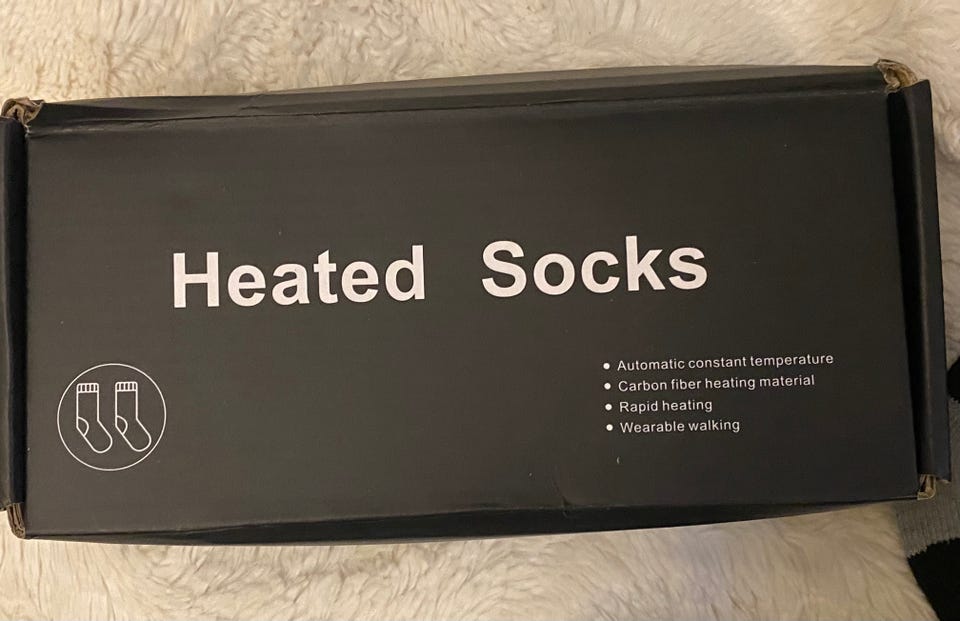 Heated Socks
• Automatic constant temperature
• Carbon fiber heating material
• Rapid heating
• Wearable walking